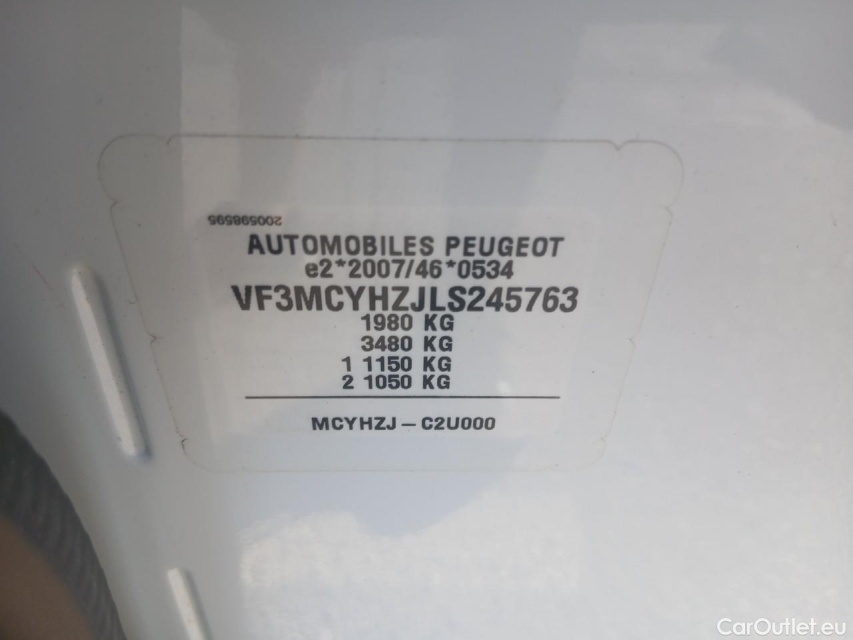 200598595
AUTOMOBILES PEUGEOT
e2*2007/46*0534
VF3MCYHZJLS245763
1980 KG
3480 KG
1 1150 KG
2 1050 KG
MCYHZJ – C2U000
CarOutlet.eu